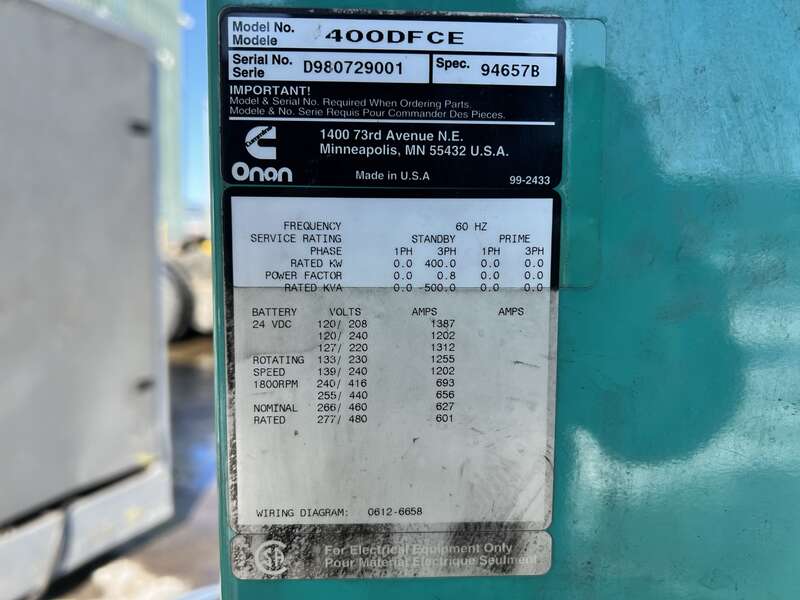 Model No. 400DFCE
Modele
Serial No. D980729001 Spec. 94657B
Serie
IMPORTANT!
Model & Serial No. Required When Ordering Parts.
Modele & No. Serie Requis Pour Commander Des Pieces.
Cummins
1400 73rd Avenue N.E.
Minneapolis, MN 55432 U.S.A.
Onan
Made in U.S.A
99-2433
FREQUENCY 60 HZ
SERVICE RATING STANDBY PRIME
PHASE 1PH 3PH 1PH 3PH
RATED KW 0.0 400.0 0.0 0.0
POWER FACTOR 0.0 0.8 0.0 0.0
RATED KVA 0.0 500.0 0.0 0.0
BATTERY VOLTS AMPS AMPS
24 VDC 120/ 208 1387
120/ 240 1202
127/ 220 1312
ROTATING 133/ 230 1255
SPEED 139/ 240 1202
1800RPM 240/ 416 693
255/ 440 656
NOMINAL 266/ 460 627
RATED 277/ 480 601
WIRING DIAGRAM: 0612-6658
For Electrical Equipment Only
Pour Material Electrique Seulment